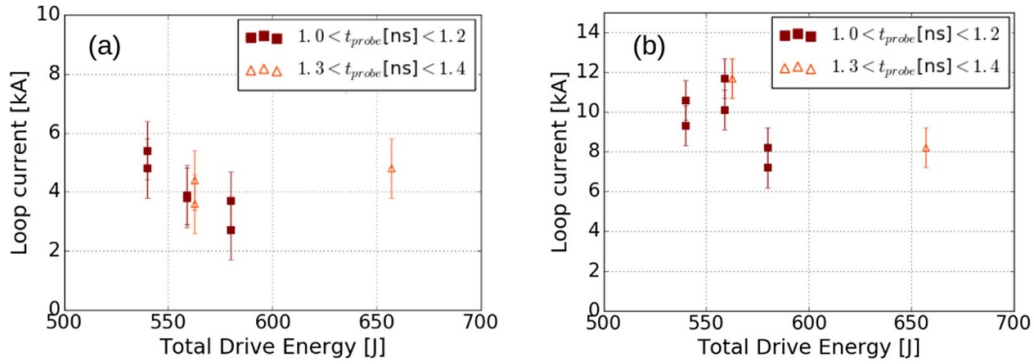 10
8
6
4
2
0
Loop current [kA]
(a)
1.0 < t_probe [ns] < 1.2
1.3 < t_probe [ns] < 1.4
500 550 600 650 700
Total Drive Energy [J]
14
12
10
8
6
4
2
0
Loop current [kA]
(b)
1.0 < t_probe [ns] < 1.2
1.3 < t_probe [ns] < 1.4
500 550 600 650 700
Total Drive Energy [J]